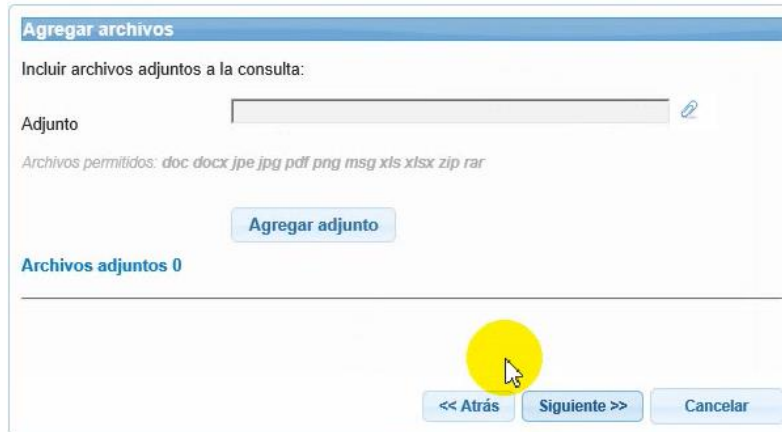 Agregar archivos
Incluir archivos adjuntos a la consulta:
Adjunto
Archivos permitidos: doc docx jpe jpg pdf png msg xls xlsx zip rar
Agregar adjunto
Archivos adjuntos 0
<< Atrás Siguiente >> Cancelar